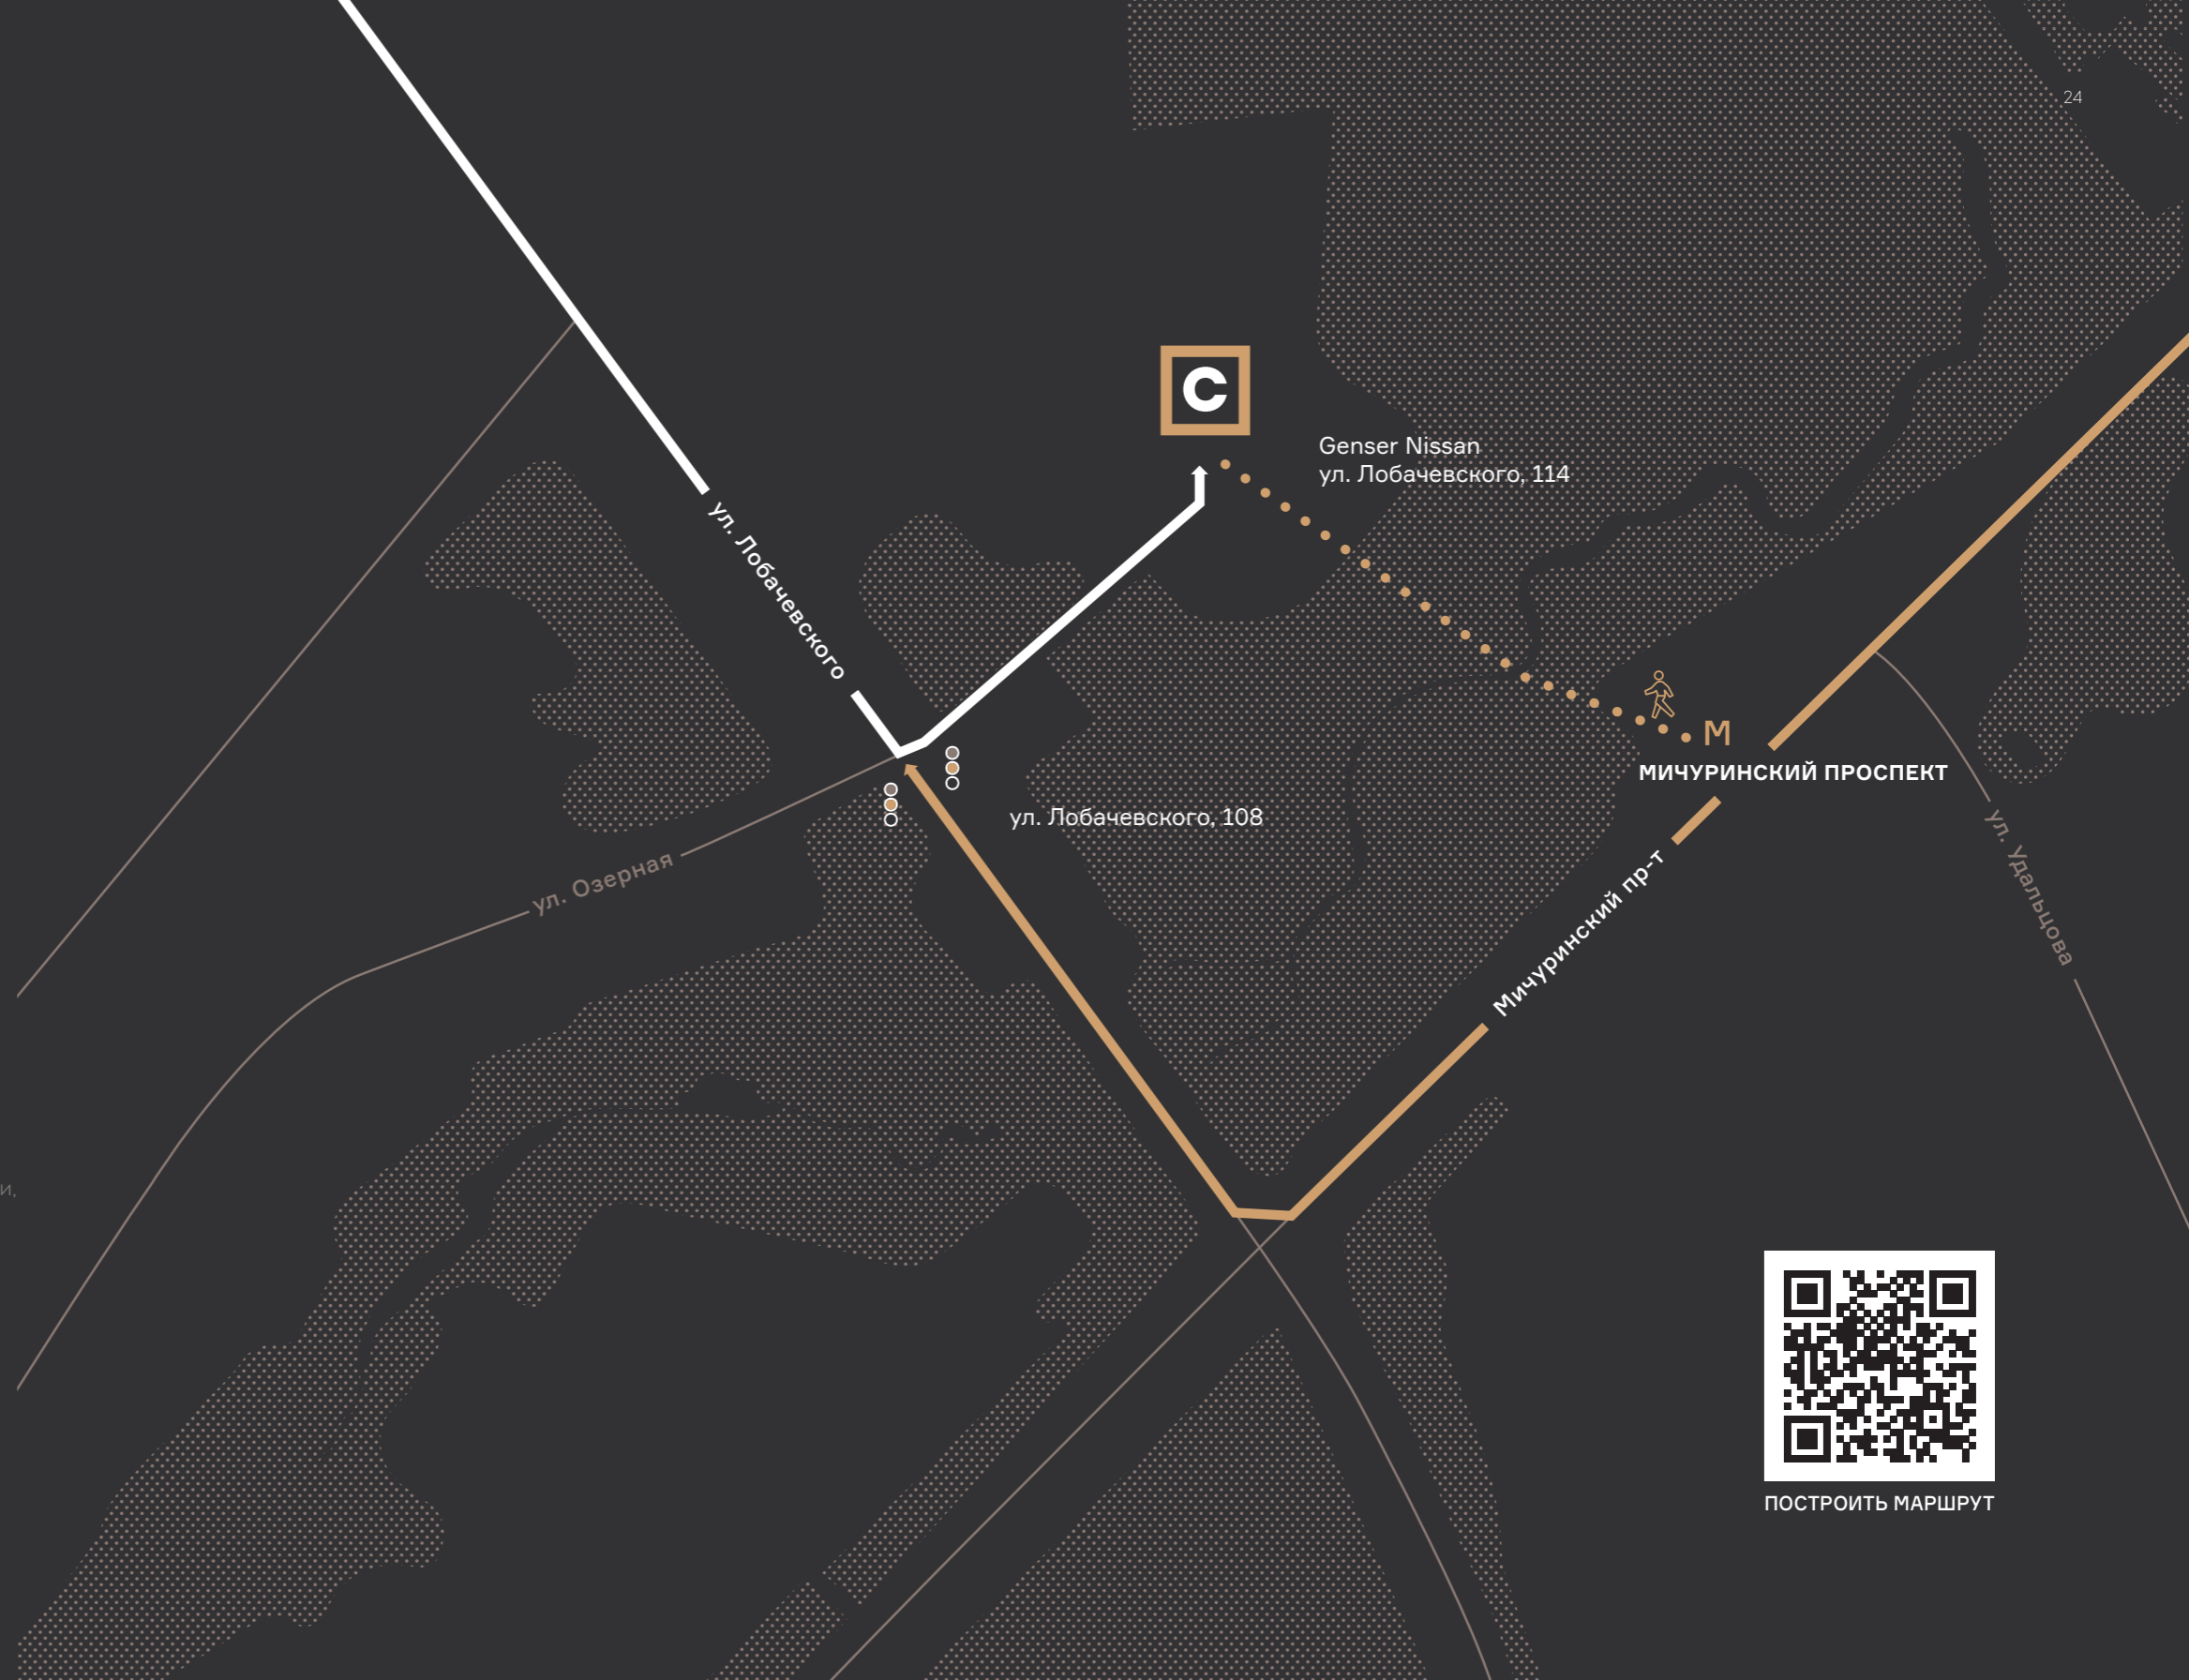 24
C
Genser Nissan
ул. Лобачевского, 114
ул. Лобачевского
М
МИЧУРИНСКИЙ ПРОСПЕКТ
ул. Лобачевского, 108
ул. Озерная
Мичуринский пр-т
ул. Удальцова
и,
ПОСТРОИТЬ МАРШРУТ